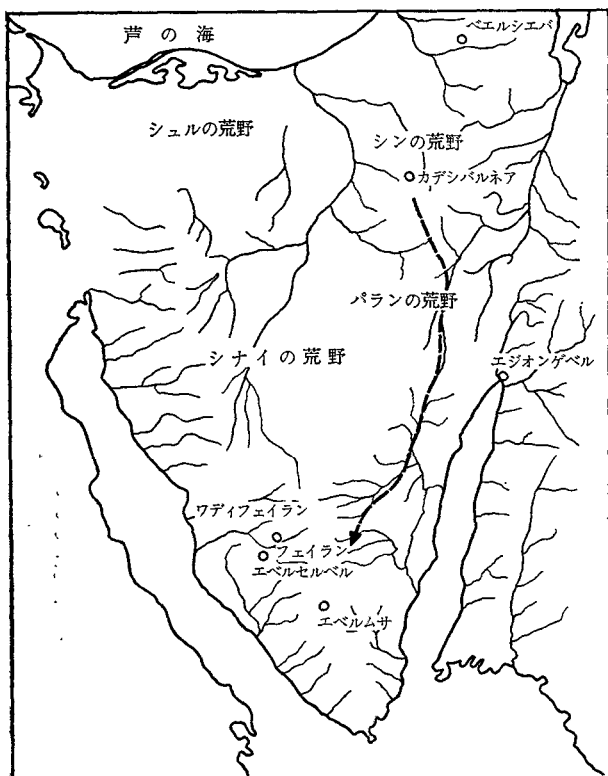 芦の海
ベエルシエバ
シュルの荒野
シンの荒野
カデシバルネア
パランの荒野
シナイの荒野
エジオンゲベル
ワディフェイラン
フェイラン
エベルセルベル
エベルムサ